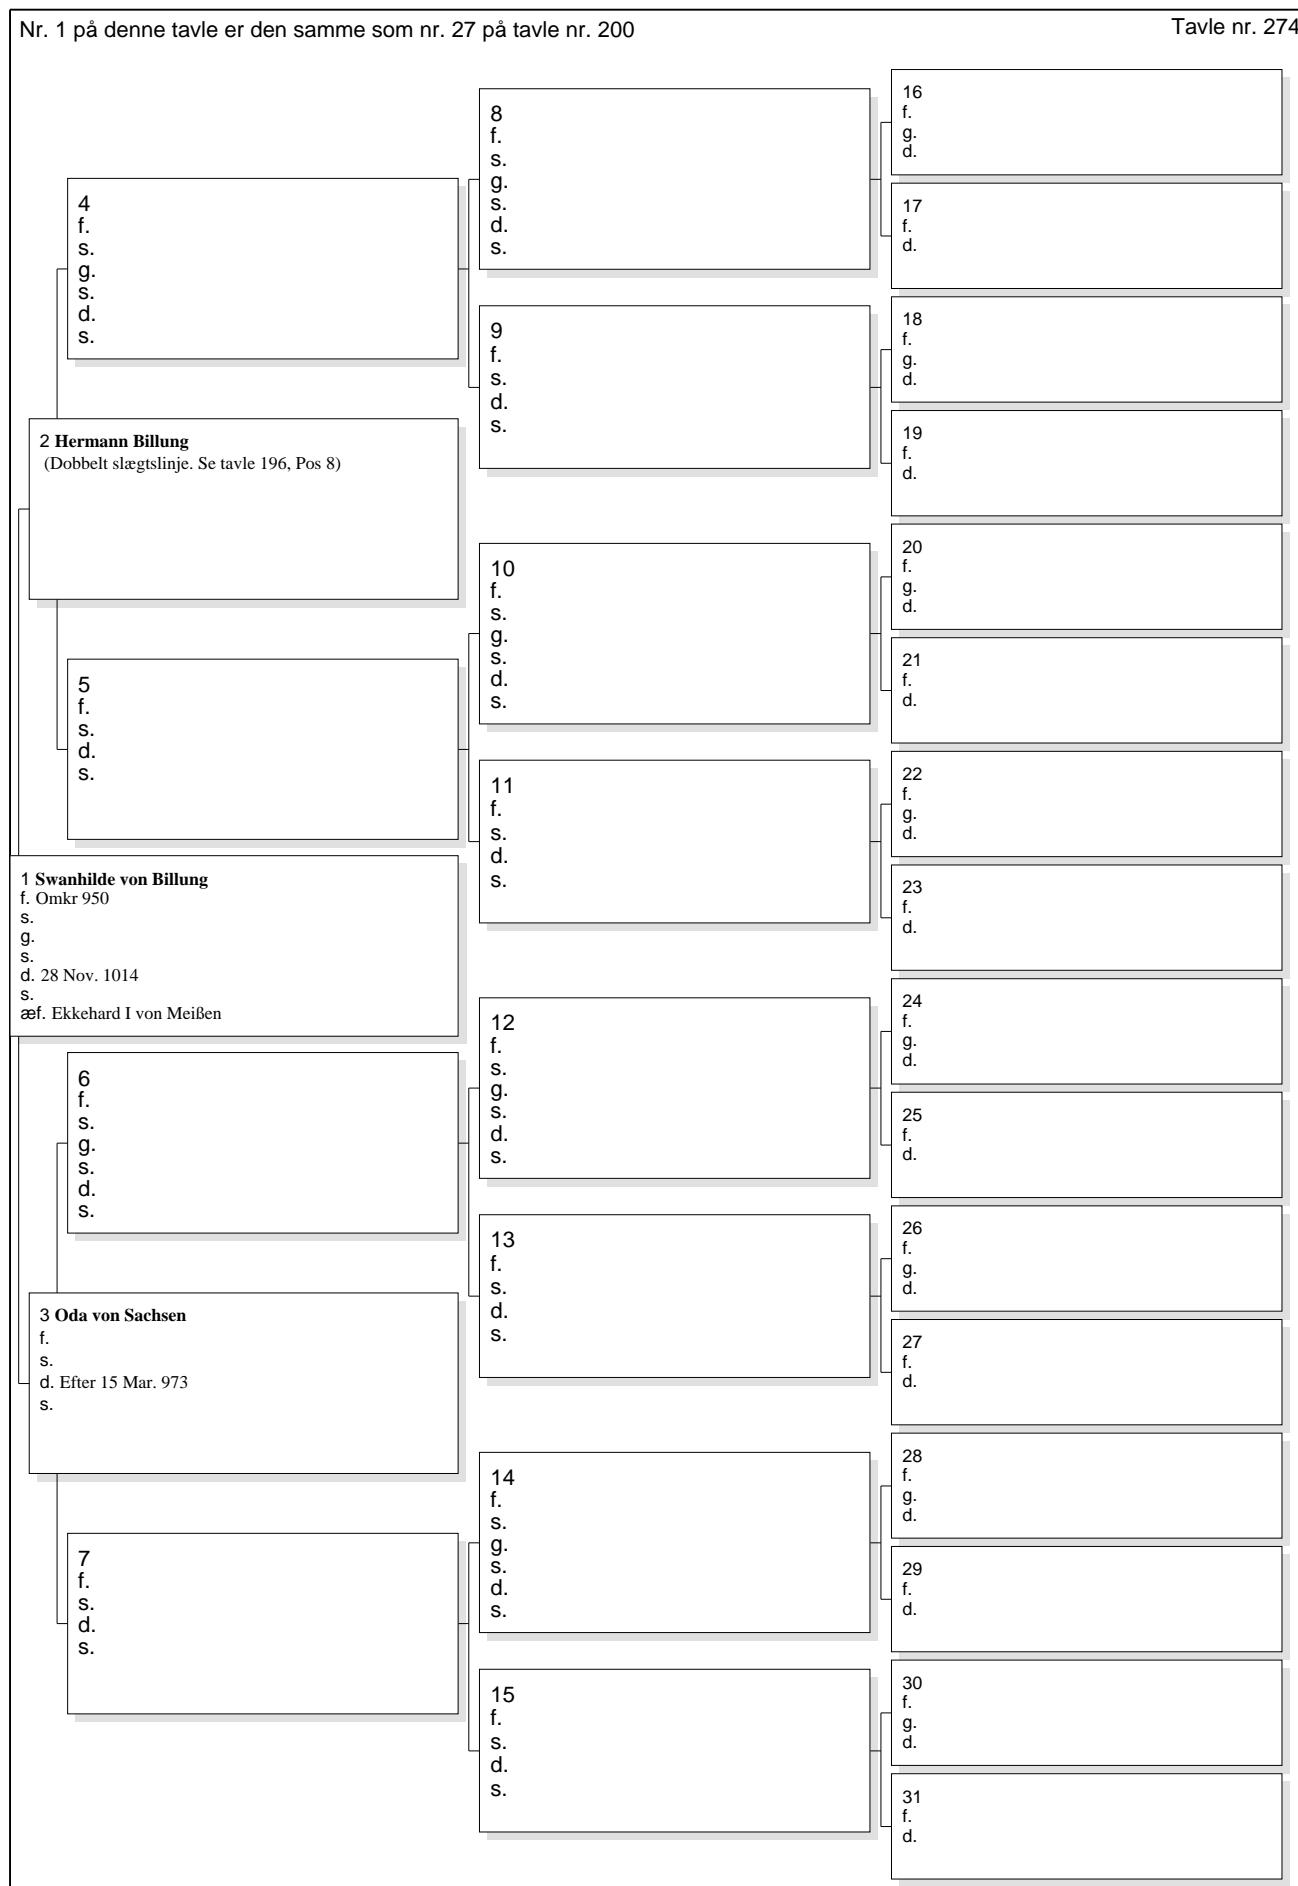 Nr. 1 på denne tavle er den samme som nr. 27 på tavle nr. 200
Tavle nr. 274
16
f.
g.
d.
8
f.
s.
g.
s.
d.
s.
17
f.
d.
4
f.
s.
g.
s.
d.
s.
18
f.
g.
d.
9
f.
s.
d.
s.
19
f.
d.
2 Hermann Billung
(Dobbelt slægtslinje. Se tavle 196, Pos 8)
20
f.
g.
d.
10
f.
s.
g.
s.
d.
s.
21
f.
d.
5
f.
s.
d.
s.
22
f.
g.
d.
11
f.
s.
d.
s.
23
f.
d.
1 Swanhilde von Billung
f. Omkr 950
s.
g.
s.
d. 28 Nov. 1014
s.
æf. Ekkehard I von Meißen
24
f.
g.
d.
12
f.
s.
g.
s.
d.
s.
25
f.
d.
6
f.
s.
g.
s.
d.
s.
26
f.
g.
d.
13
f.
s.
d.
s.
27
f.
d.
3 Oda von Sachsen
f.
s.
d. Efter 15 Mar. 973
s.
28
f.
g.
d.
14
f.
s.
g.
s.
d.
s.
29
f.
d.
7
f.
s.
d.
s.
30
f.
g.
d.
15
f.
s.
d.
s.
31
f.
d.